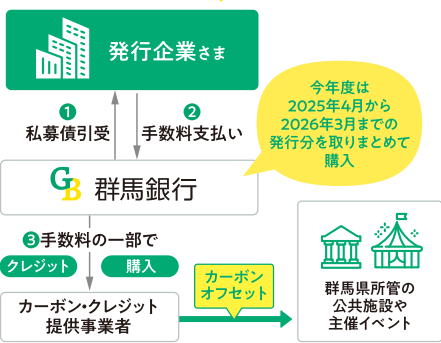 発行企業さま
❶
私募債引受
❷
手数料支払い
今年度は
2025年4月から
2026年3月までの
発行分を取りまとめて
購入
GB 群馬銀行
❸手数料の一部で
クレジット
購入
カーボン・クレジット
提供事業者
カーボン
オフセット
群馬県所管の
公共施設や
主催イベント